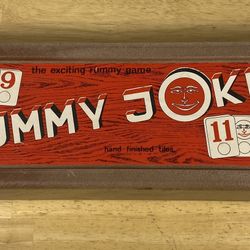 9
the exciting rummy game
UMMY JOK
11
hand finished tiles